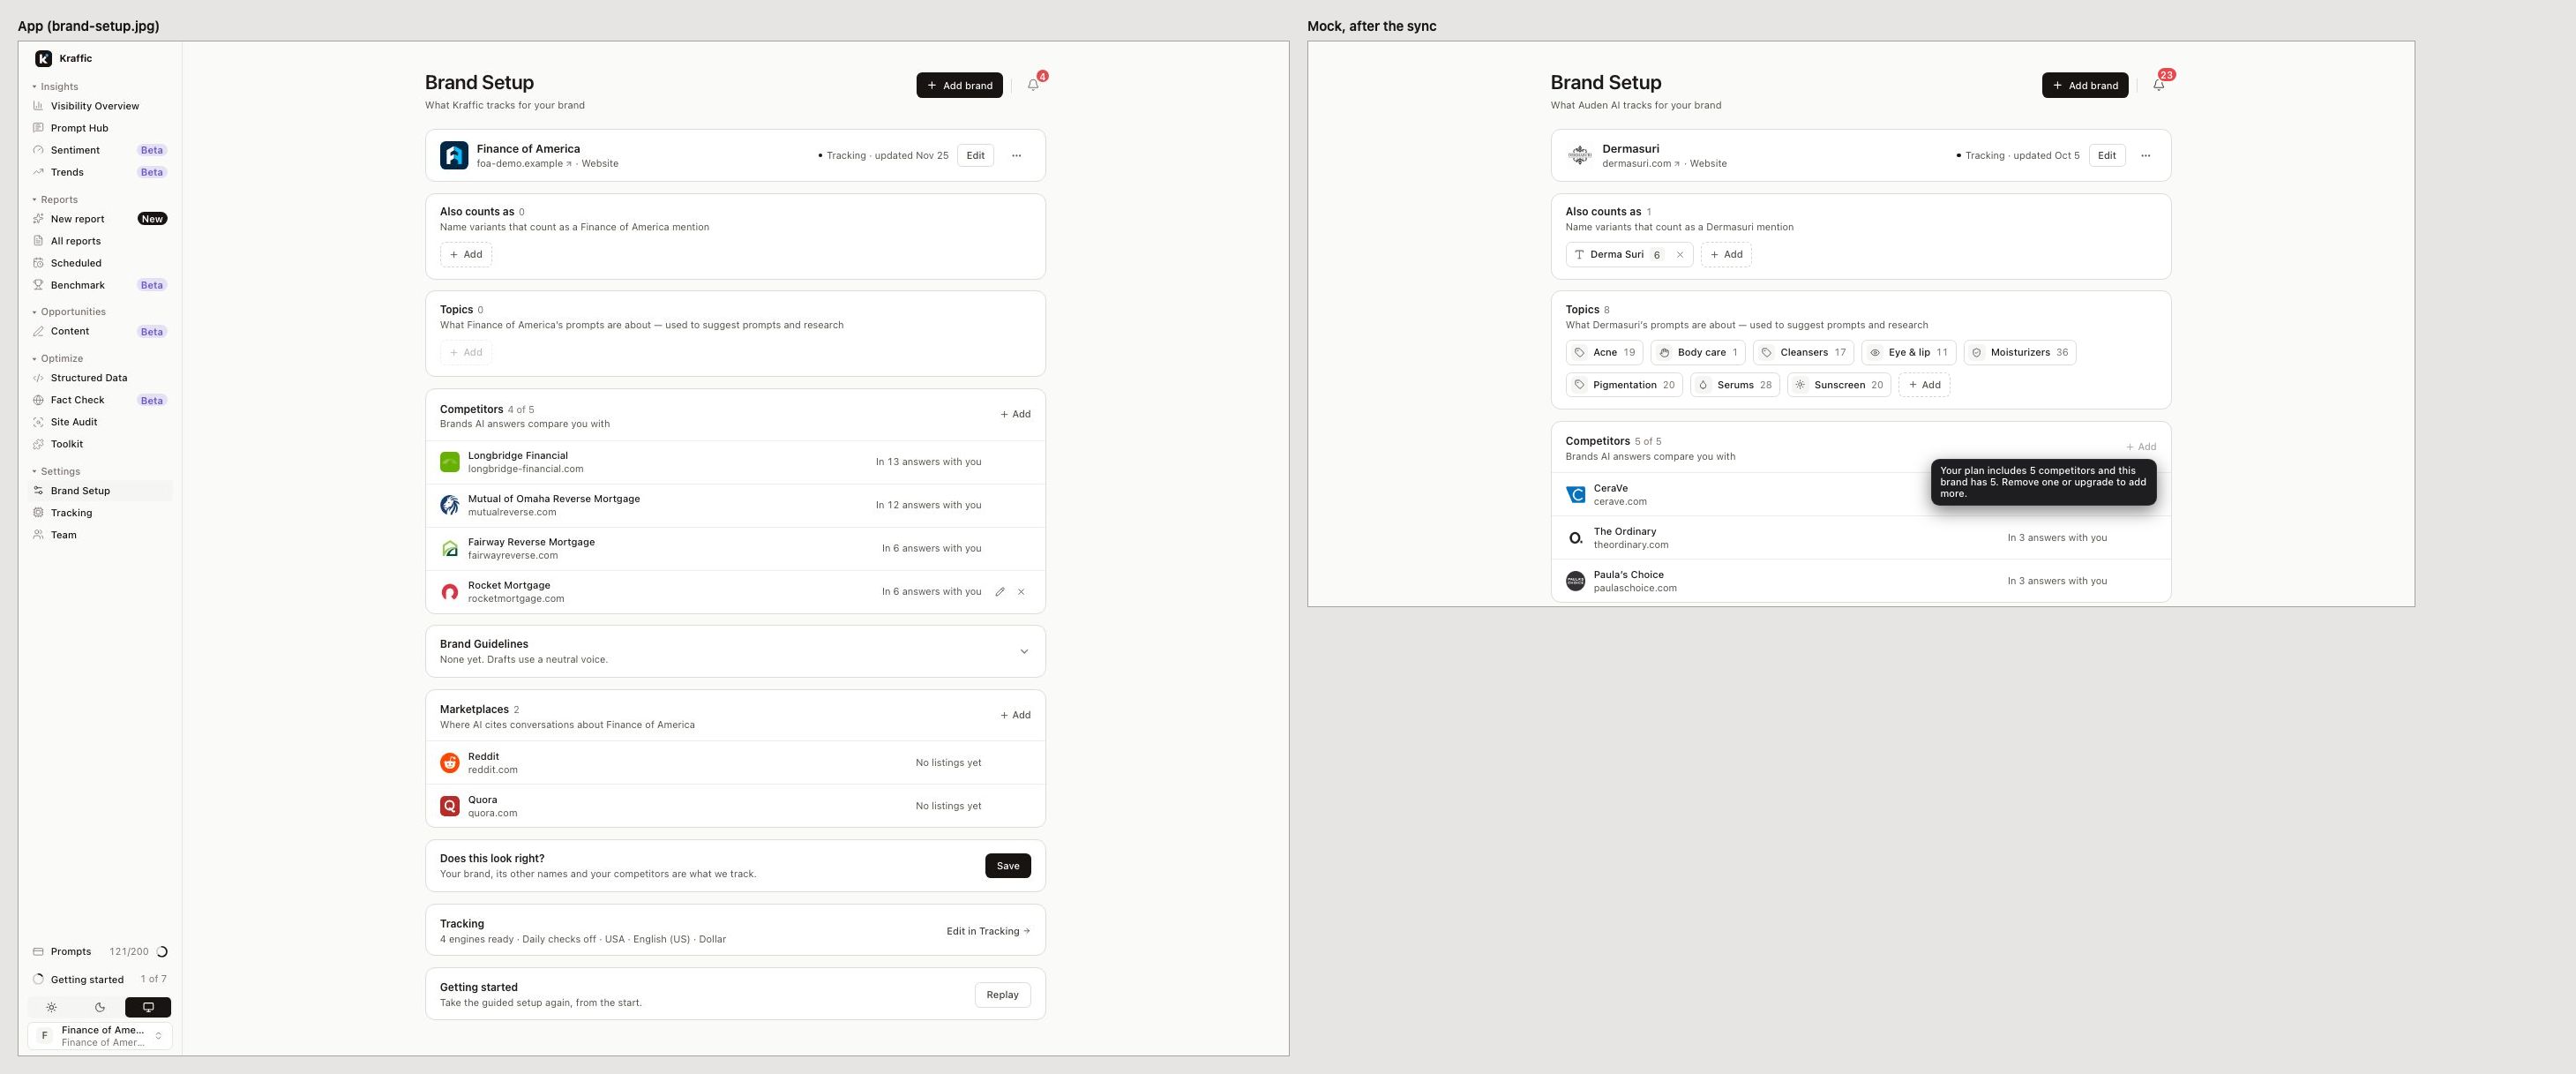 App (brand-setup.jpg)
Kraffic
Insights
Visibility Overview
Prompt Hub
Sentiment Beta
Trends Beta
Reports
New report New
All reports
Scheduled
Benchmark Beta
Opportunities
Content Beta
Optimize
Structured Data
Fact Check Beta
Site Audit
Toolkit
Settings
Brand Setup
Tracking
Team
Prompts 121/200
Getting started 1 of 7
F Finance of Ame...
Finance of Amer...
Brand Setup
What Kraffic tracks for your brand
+ Add brand
4
Finance of America
foa-demo.example ↗ · Website
• Tracking · updated Nov 25 Edit ···
Also counts as 0
Name variants that count as a Finance of America mention
+ Add
Topics 0
What Finance of America's prompts are about — used to suggest prompts and research
+ Add
Competitors 4 of 5
Brands AI answers compare you with
+ Add
Longbridge Financial
longbridge-financial.com
In 13 answers with you
Mutual of Omaha Reverse Mortgage
mutualreverse.com
In 12 answers with you
Fairway Reverse Mortgage
fairwayreverse.com
In 6 answers with you
Rocket Mortgage
rocketmortgage.com
In 6 answers with you
Brand Guidelines
None yet. Drafts use a neutral voice.
Marketplaces 2
Where AI cites conversations about Finance of America
+ Add
Reddit
reddit.com
No listings yet
Quora
quora.com
No listings yet
Does this look right?
Your brand, its other names and your competitors are what we track.
Save
Tracking
4 engines ready · Daily checks off · USA · English (US) · Dollar
Edit in Tracking →
Getting started
Take the guided setup again, from the start.
Replay
Mock, after the sync
Brand Setup
What Auden AI tracks for your brand
+ Add brand
23
Dermasuri
dermasuri.com ↗ · Website
• Tracking · updated Oct 5 Edit ···
Also counts as 1
Name variants that count as a Dermasuri mention
Derma Suri 6 × + Add
Topics 8
What Dermasuri's prompts are about — used to suggest prompts and research
Acne 19 Body care 1 Cleansers 17 Eye & lip 11 Moisturizers 36
Pigmentation 20 Serums 28 Sunscreen 20 + Add
Competitors 5 of 5
Brands AI answers compare you with
+ Add
Your plan includes 5 competitors and this
brand has 5. Remove one or upgrade to add
more.
CeraVe
cerave.com
The Ordinary
theordinary.com
In 3 answers with you
Paula's Choice
paulaschoice.com
In 3 answers with you